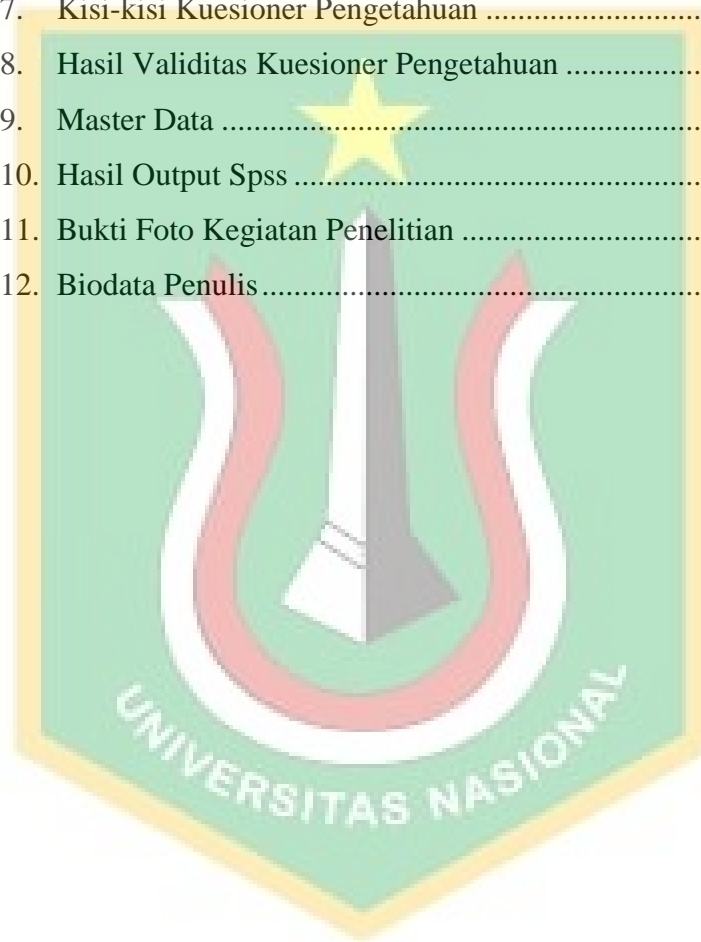 7. Kisi-kisi Kuesioner Pengetahuan ..........................
8. Hasil Validitas Kuesioner Pengetahuan .................
9. Master Data ..........................................................
10. Hasil Output Spss .................................................
11. Bukti Foto Kegiatan Penelitian .............................
12. Biodata Penulis.....................................................
UNIVERSITAS NASIONAL